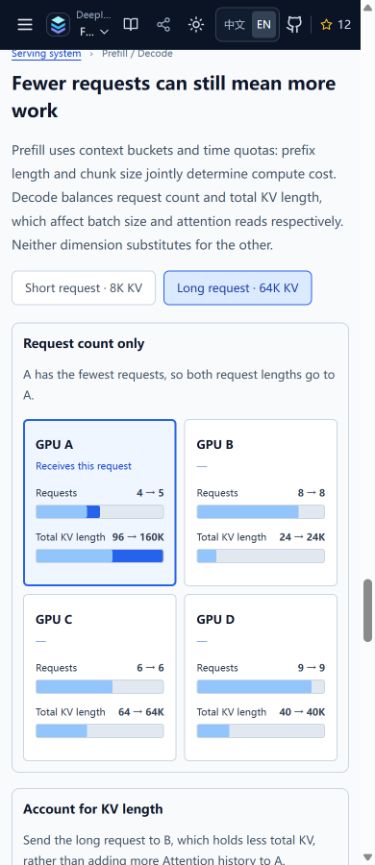 Deepl...
F...
中文
EN
12
Serving system › Prefill / Decode
Fewer requests can still mean more
work
Prefill uses context buckets and time quotas: prefix
length and chunk size jointly determine compute cost.
Decode balances request count and total KV length,
which affect batch size and attention reads respectively.
Neither dimension substitutes for the other.
Short request · 8K KV
Long request · 64K KV
Request count only
A has the fewest requests, so both request lengths go to
A.
GPU A
Receives this request
Requests 4 → 5
Total KV length 96 → 160K
GPU B
—
Requests 8 → 8
Total KV length 24 → 24K
GPU C
—
Requests 6 → 6
Total KV length 64 → 64K
GPU D
—
Requests 9 → 9
Total KV length 40 → 40K
Account for KV length
Send the long request to B, which holds less total KV,
rather than adding more Attention history to A.